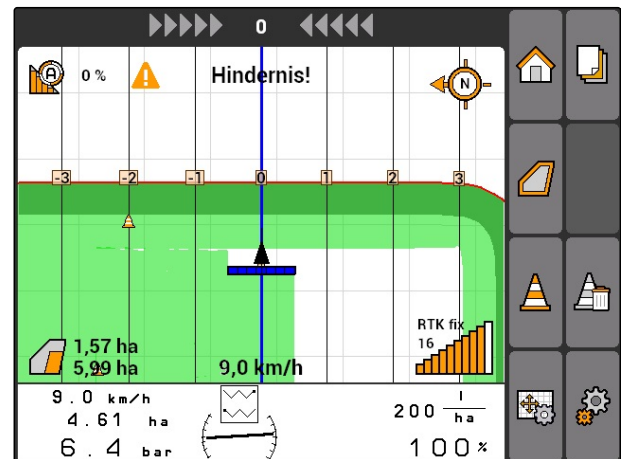 0
A 0 % Hindernis! N
-3 -2 -1 0 1 2 3
RTK fix
16
1,57 ha
5,99 ha 9,0 km/h
9.0 km/h
4.61 ha
6.4 bar
200 l/ha
100 %